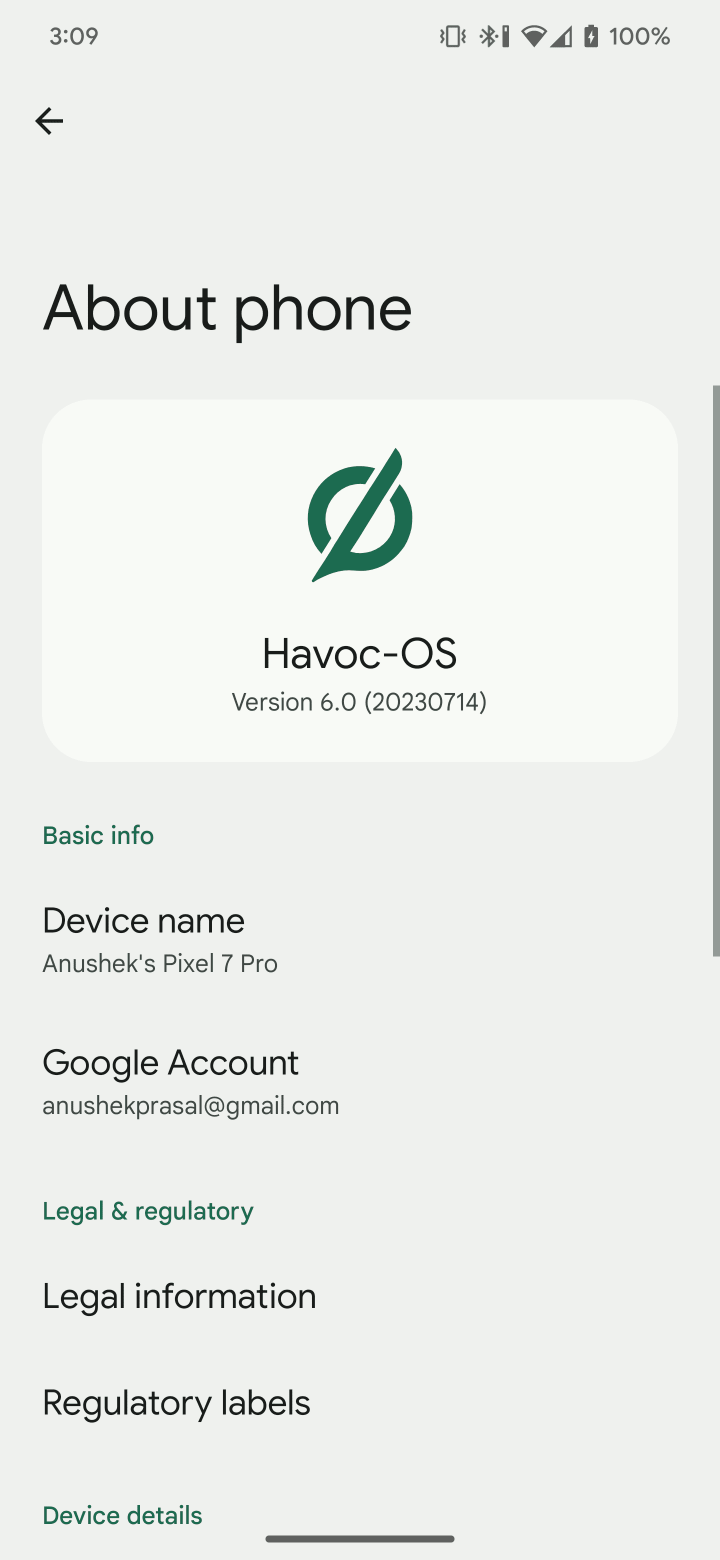 3:09
100%
About phone
Havoc-OS
Version 6.0 (20230714)
Basic info
Device name
Anushek's Pixel 7 Pro
Google Account
anushekprasal@gmail.com
Legal & regulatory
Legal information
Regulatory labels
Device details